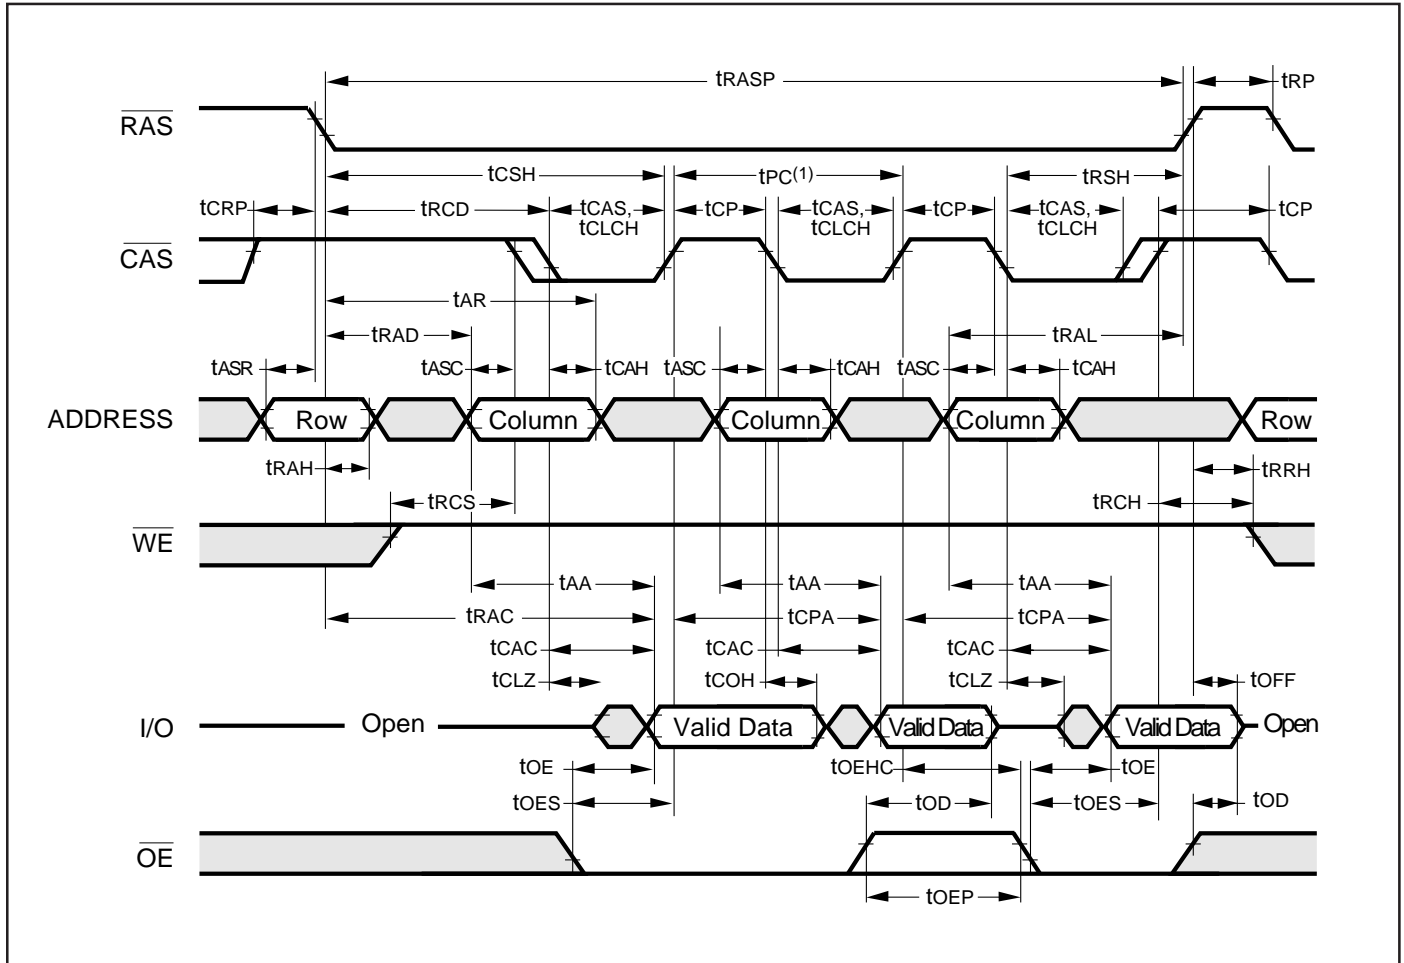 tRASP
tRP
RAS
tCSH
tPC(1)
tRSH
tCRP
tRCD
tCAS,
tCLCH
tCP
tCAS,
tCLCH
tCP
tCAS,
tCLCH
tCP
CAS
tAR
tRAD
tRAL
tASR
tASC
tCAH
tASC
tCAH
tASC
tCAH
ADDRESS
Row
Column
Column
Column
Row
tRAH
tRRH
tRCS
tRCH
WE
tAA
tAA
tAA
tRAC
tCPA
tCPA
tCAC
tCAC
tCAC
tCLZ
tCOH
tCLZ
tOFF
I/O
Open
Valid Data
Valid Data
Valid Data
Open
tOE
tOEHC
tOE
tOES
tOD
tOES
tOD
OE
tOEP